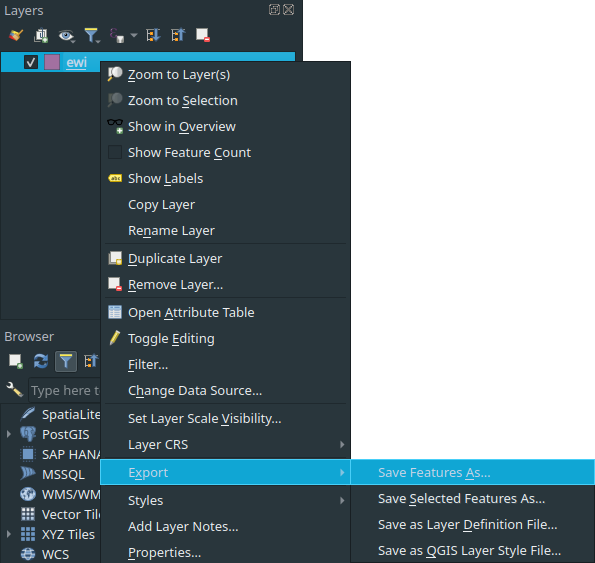 Layers
ewi
Zoom to Layer(s)
Zoom to Selection
Show in Overview
Show Feature Count
abc
Show Labels
Copy Layer
Rename Layer
Duplicate Layer
Remove Layer...
Open Attribute Table
Toggle Editing
Filter...
Change Data Source...
Set Layer Scale Visibility...
Layer CRS
Export
Styles
Add Layer Notes...
Properties...
Save Features As...
Save Selected Features As...
Save as Layer Definition File...
Save as QGIS Layer Style File...
Browser
Type here t
SpatiaLite
PostGIS
SAP HANA
MSSQL
WMS/WM
Vector Tile
XYZ Tiles
WCS